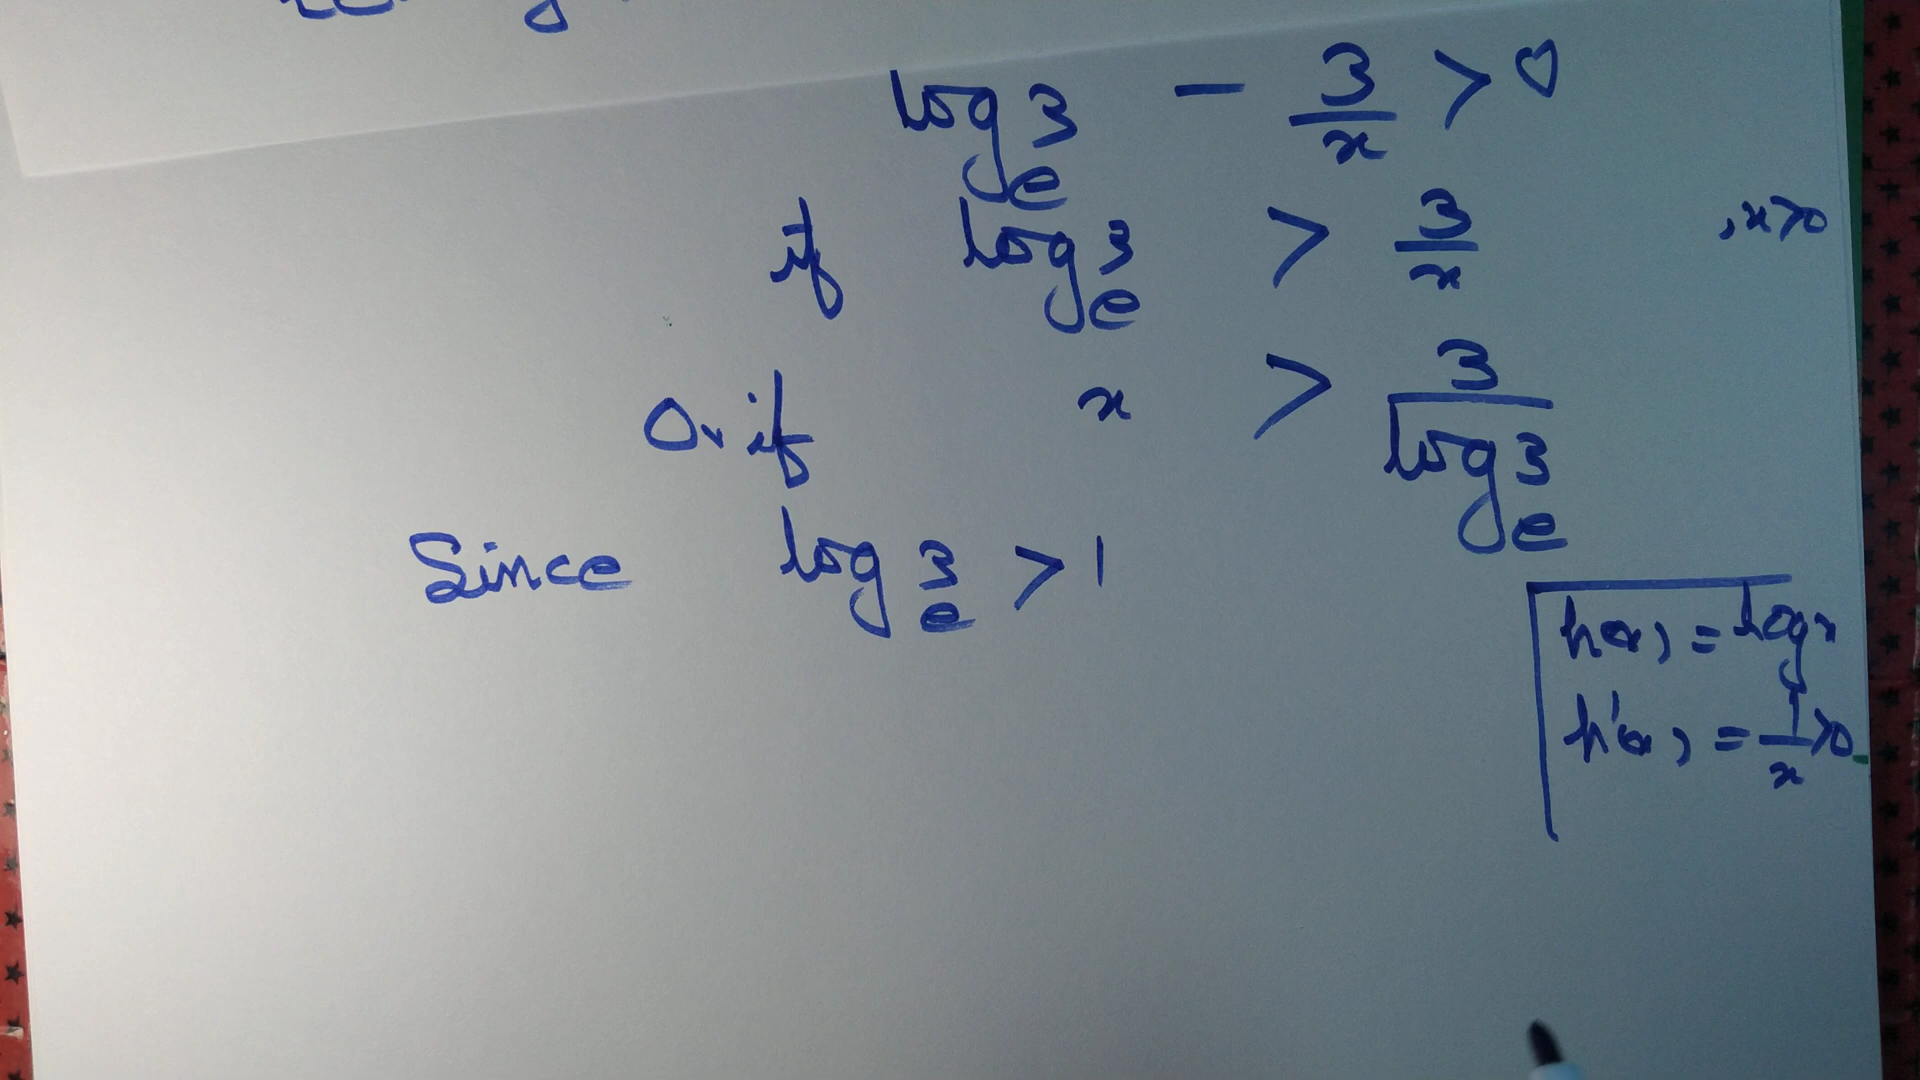 log_e 3 - 3/x > 0
if log_e 3 > 3/x , x>0
Or if x > 3/log_e 3
Since log_e 3 > 1
h(x) = log x
h'(x) = 1/x >0